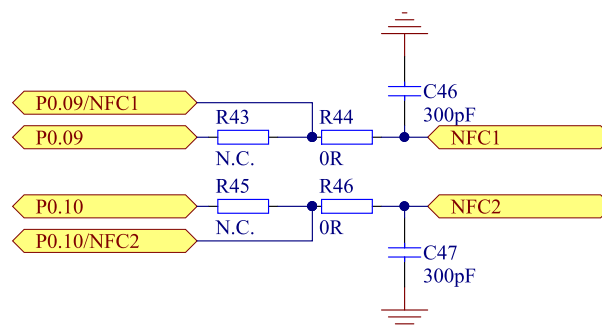 C46
300pF
P0.09/NFC1
R43
R44
P0.09
NFC1
N.C.
0R
R45
R46
P0.10
NFC2
N.C.
0R
P0.10/NFC2
C47
300pF